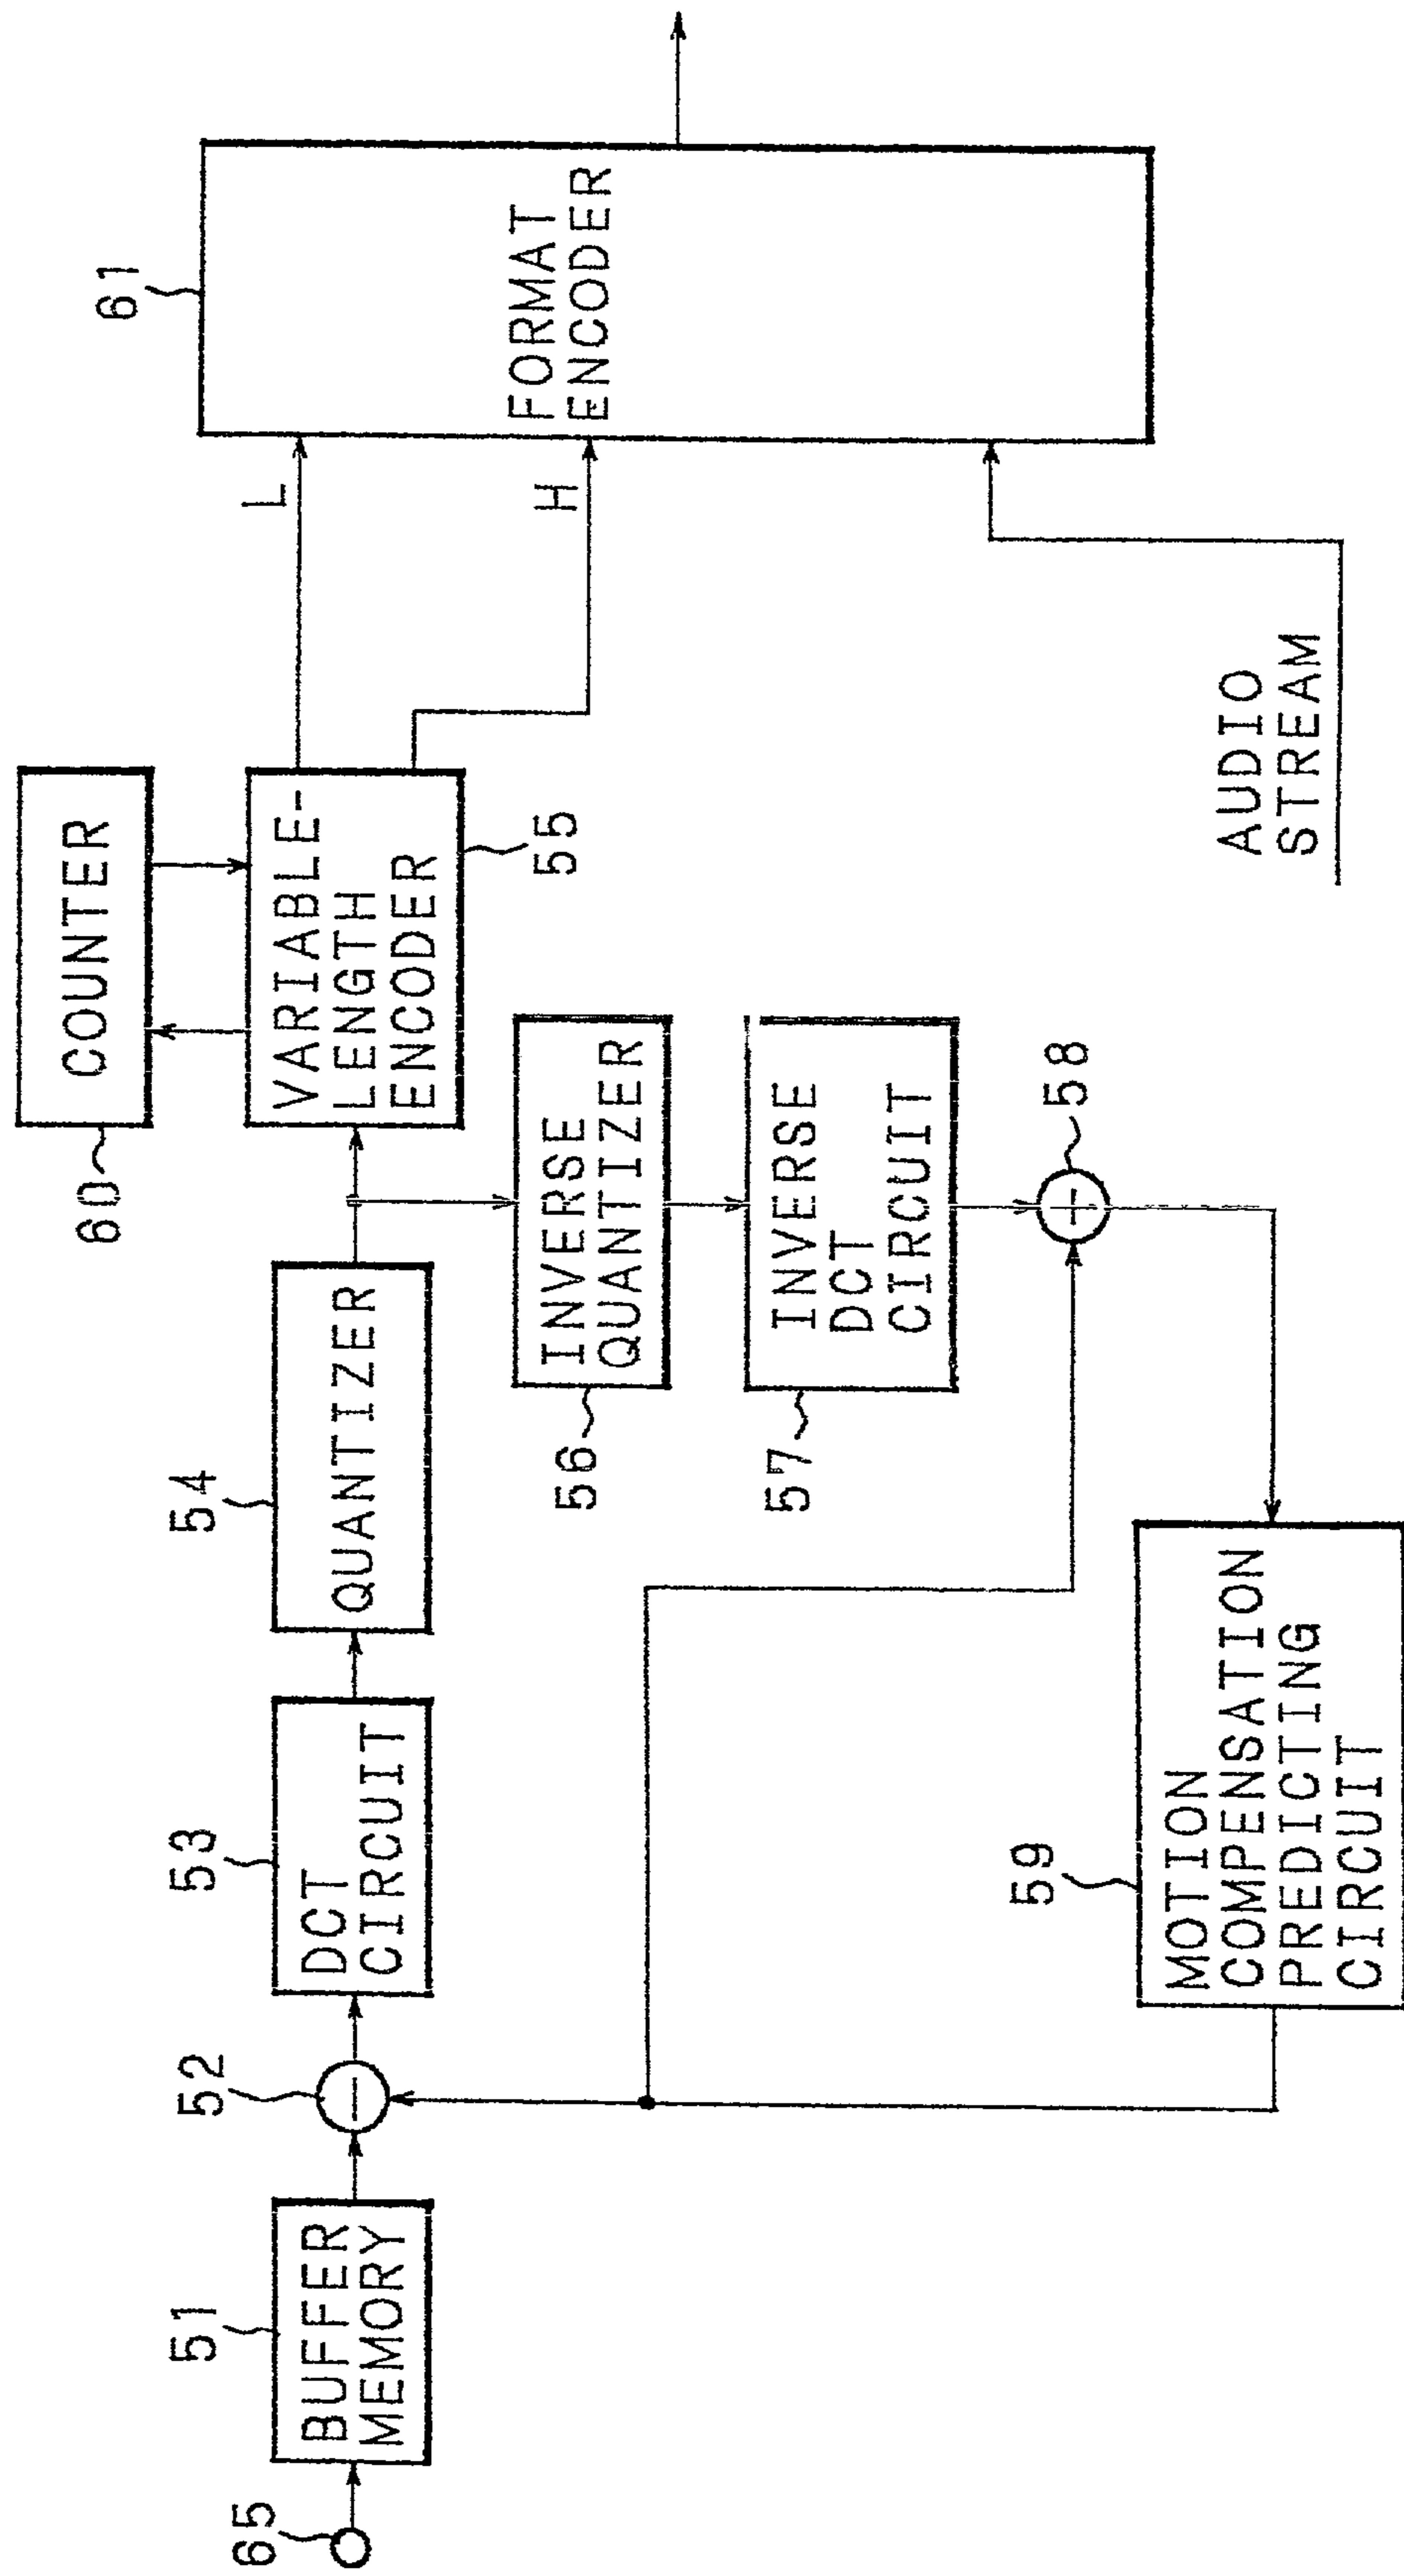 65
51
BUFFER
MEMORY
52
53
DCT
CIRCUIT
54
QUANTIZER
60
COUNTER
VARIABLE-
LENGTH
ENCODER
55
L
H
61
FORMAT
ENCODER
56
INVERSE
QUANTIZER
57
INVERSE
DCT
CIRCUIT
58
59
MOTION
COMPENSATION
PREDICTING
CIRCUIT
AUDIO
STREAM